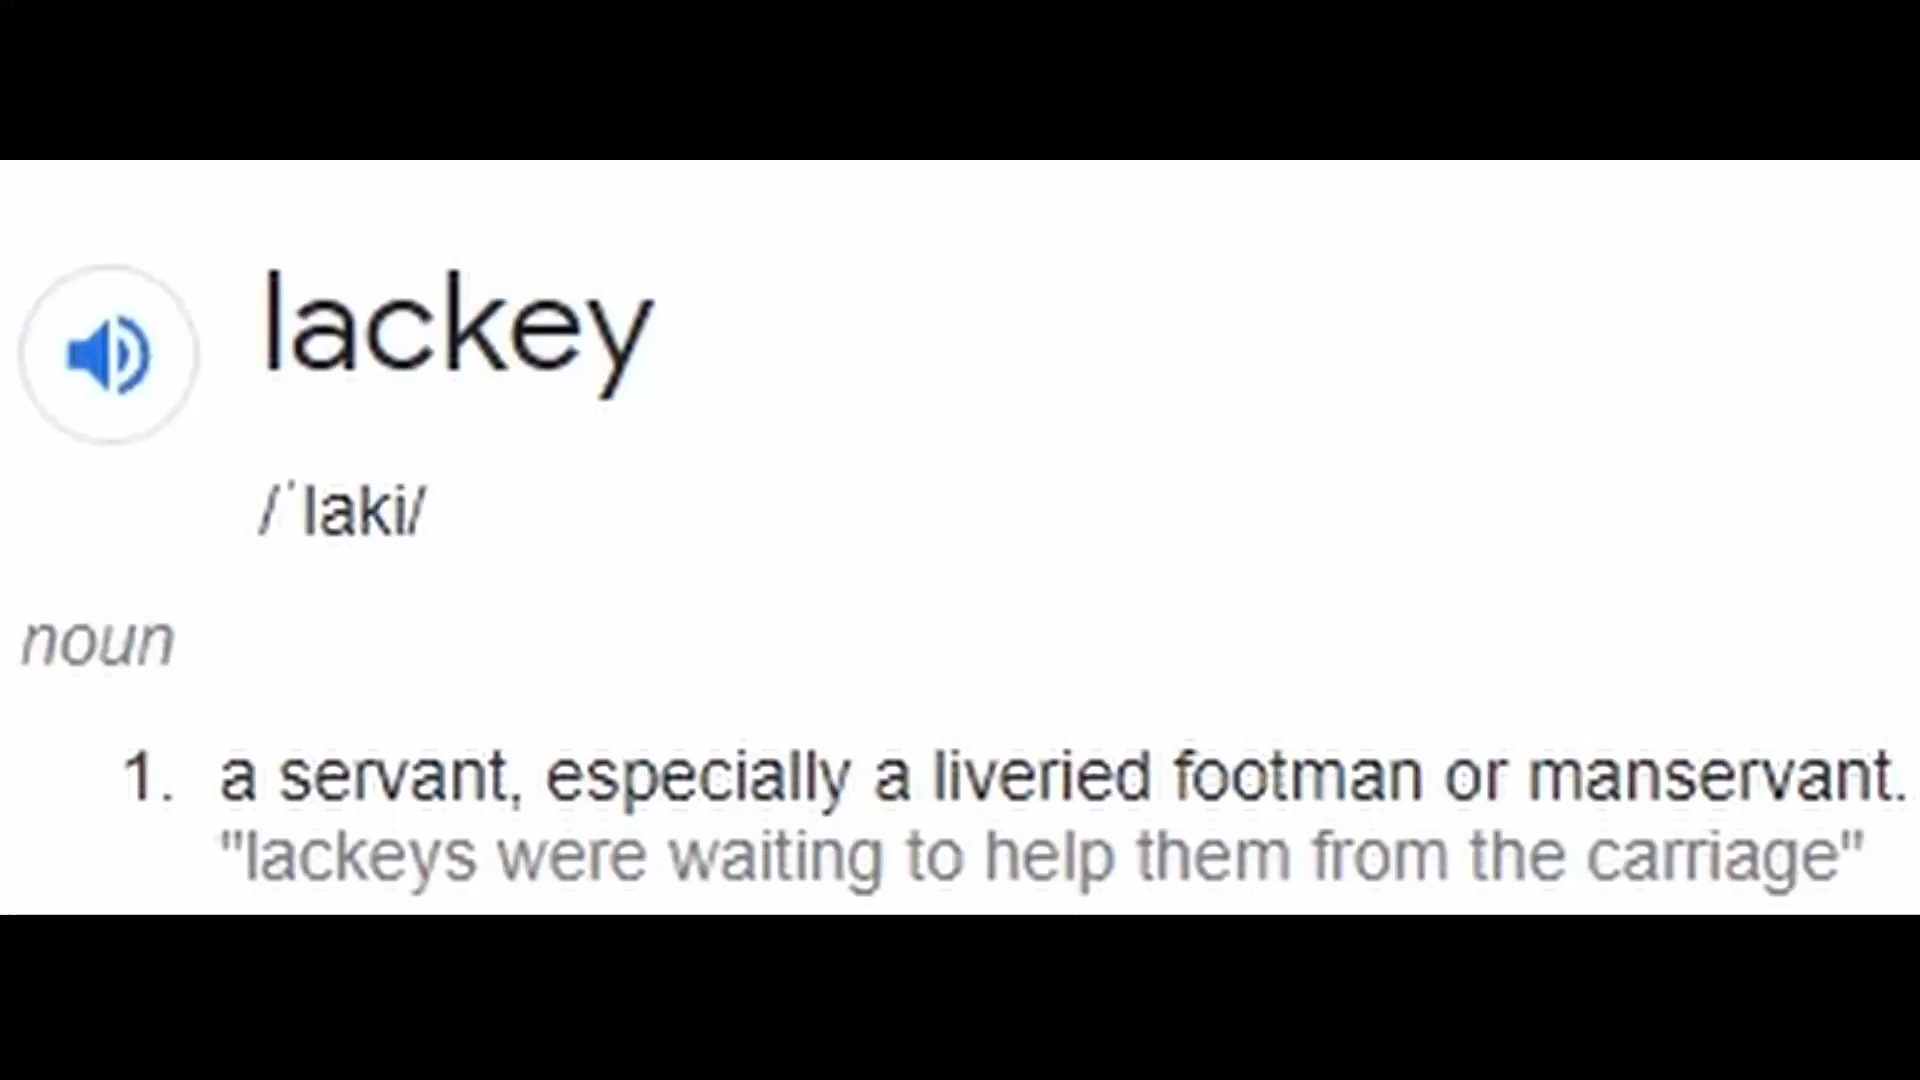 lackey
/ˈlaki/
noun
1. a servant, especially a liveried footman or manservant.
"lackeys were waiting to help them from the carriage"